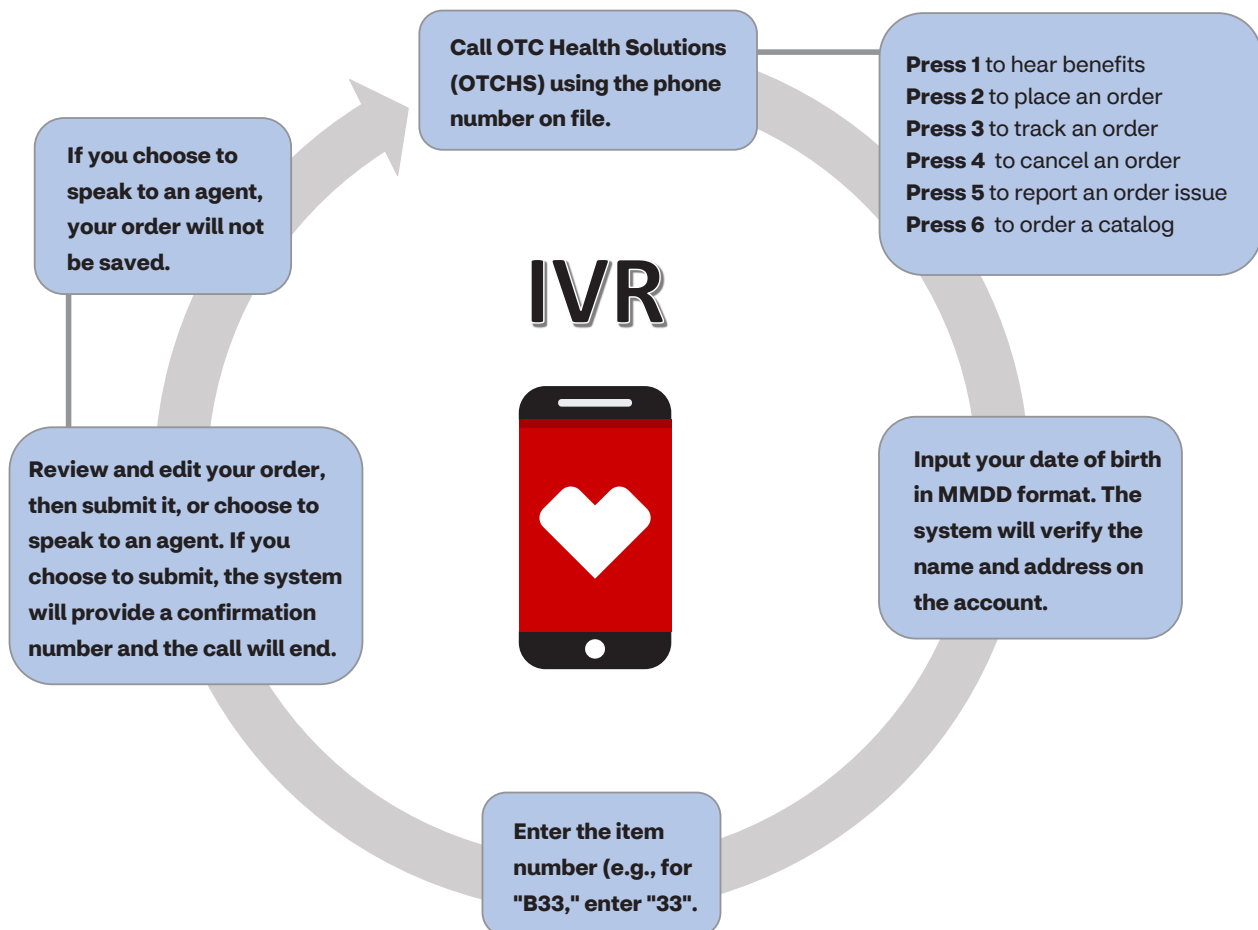 Call OTC Health Solutions
(OTCHS) using the phone
number on file.
Press 1 to hear benefits
Press 2 to place an order
Press 3 to track an order
Press 4 to cancel an order
Press 5 to report an order issue
Press 6 to order a catalog
Input your date of birth
in MMDD format. The
system will verify the
name and address on
the account.
Enter the item
number (e.g., for
"B33," enter "33".
Review and edit your order,
then submit it, or choose to
speak to an agent. If you
choose to submit, the system
will provide a confirmation
number and the call will end.
If you choose to
speak to an agent,
your order will not
be saved.
IVR